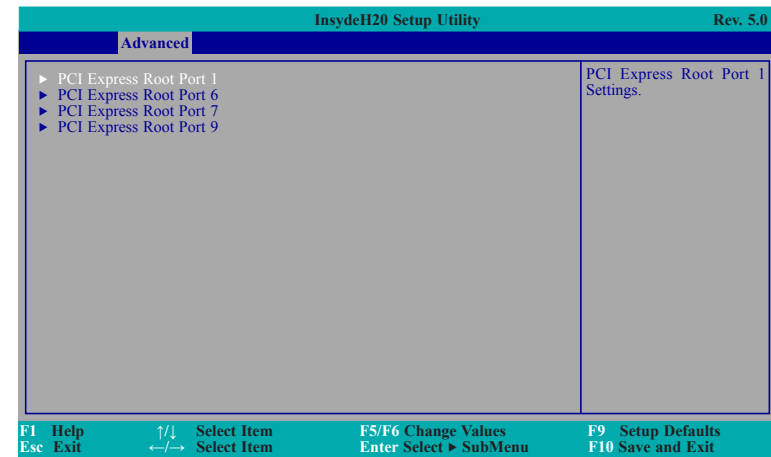 InsydeH20 Setup Utility Rev. 5.0
Advanced
► PCI Express Root Port 1
► PCI Express Root Port 6
► PCI Express Root Port 7
► PCI Express Root Port 9
PCI Express Root Port 1
Settings.
F1 Help ↑/↓ Select Item F5/F6 Change Values F9 Setup Defaults
Esc Exit ←/→ Select Item Enter Select ► SubMenu F10 Save and Exit